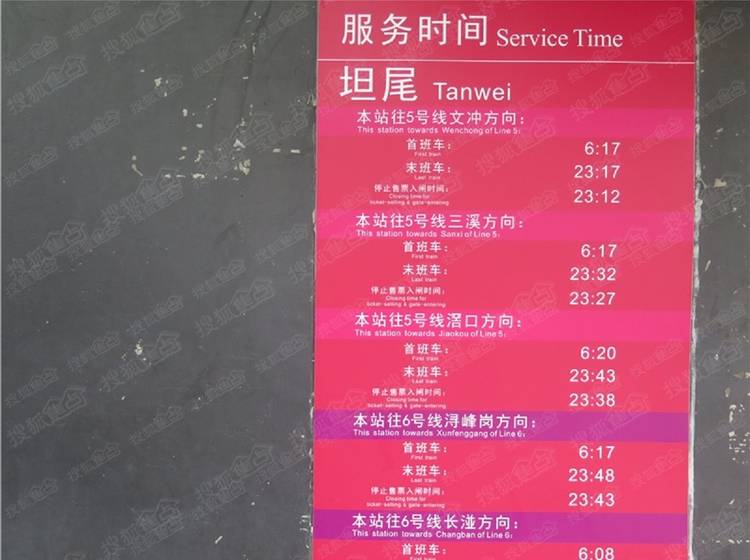 服务时间 Service Time
坦尾 Tanwei
本站往5号线文冲方向：
This station towards Wenchong of Line 5:
首班车： 6:17
First train
末班车： 23:17
Last train
停止售票入闸时间： 23:12
Closing time for
ticket-selling & gate-entering
本站往5号线三溪方向：
This station towards Sanxi of Line 5:
首班车： 6:17
First train
末班车： 23:32
Last train
停止售票入闸时间： 23:27
Closing time for
ticket-selling & gate-entering
本站往5号线滘口方向：
This station towards Jiaokou of Line 5:
首班车： 6:20
First train
末班车： 23:43
Last train
停止售票入闸时间： 23:38
Closing time for
ticket-selling & gate-entering
本站往6号线浔峰岗方向：
This station towards Xunfenggang of Line 6:
首班车： 6:17
First train
末班车： 23:48
Last train
停止售票入闸时间： 23:43
Closing time for
ticket-selling & gate-entering
本站往6号线长湴方向：
This station towards Changban of Line 6:
首班车： 6:08
First train